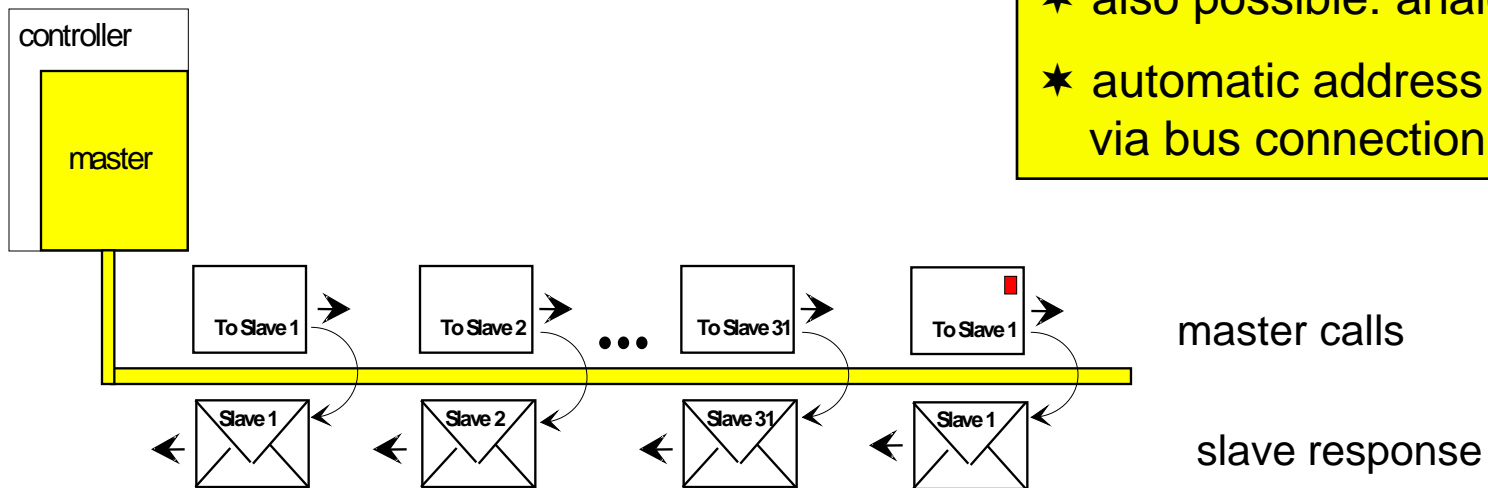 controller
master
also possible:
automatic address
via bus connection
To Slave 1
To Slave 2
To Slave 31
To Slave 1
master calls
Slave 1
Slave 2
Slave 31
Slave 1
slave response